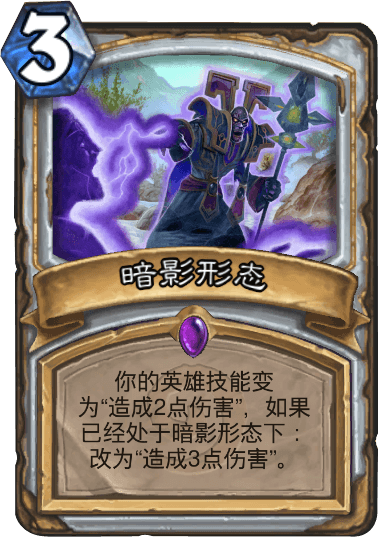 3
暗影形态
你的英雄技能变
为“造成2点伤害”，如果
已经处于暗影形态下：
改为“造成3点伤害”。